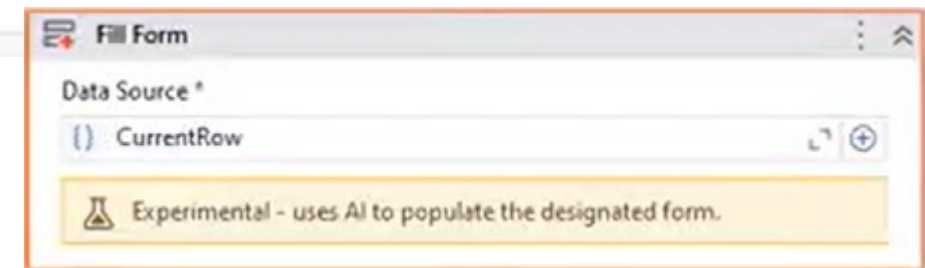 Fill Form
Data Source *
{} CurrentRow
Experimental - uses AI to populate the designated form.